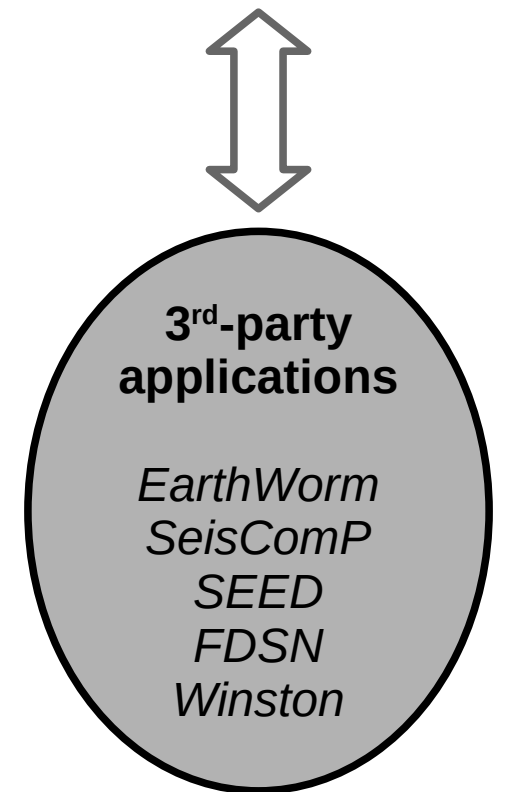 3rd-party
applications
EarthWorm
SeisComP
SEED
FDSN
Winston